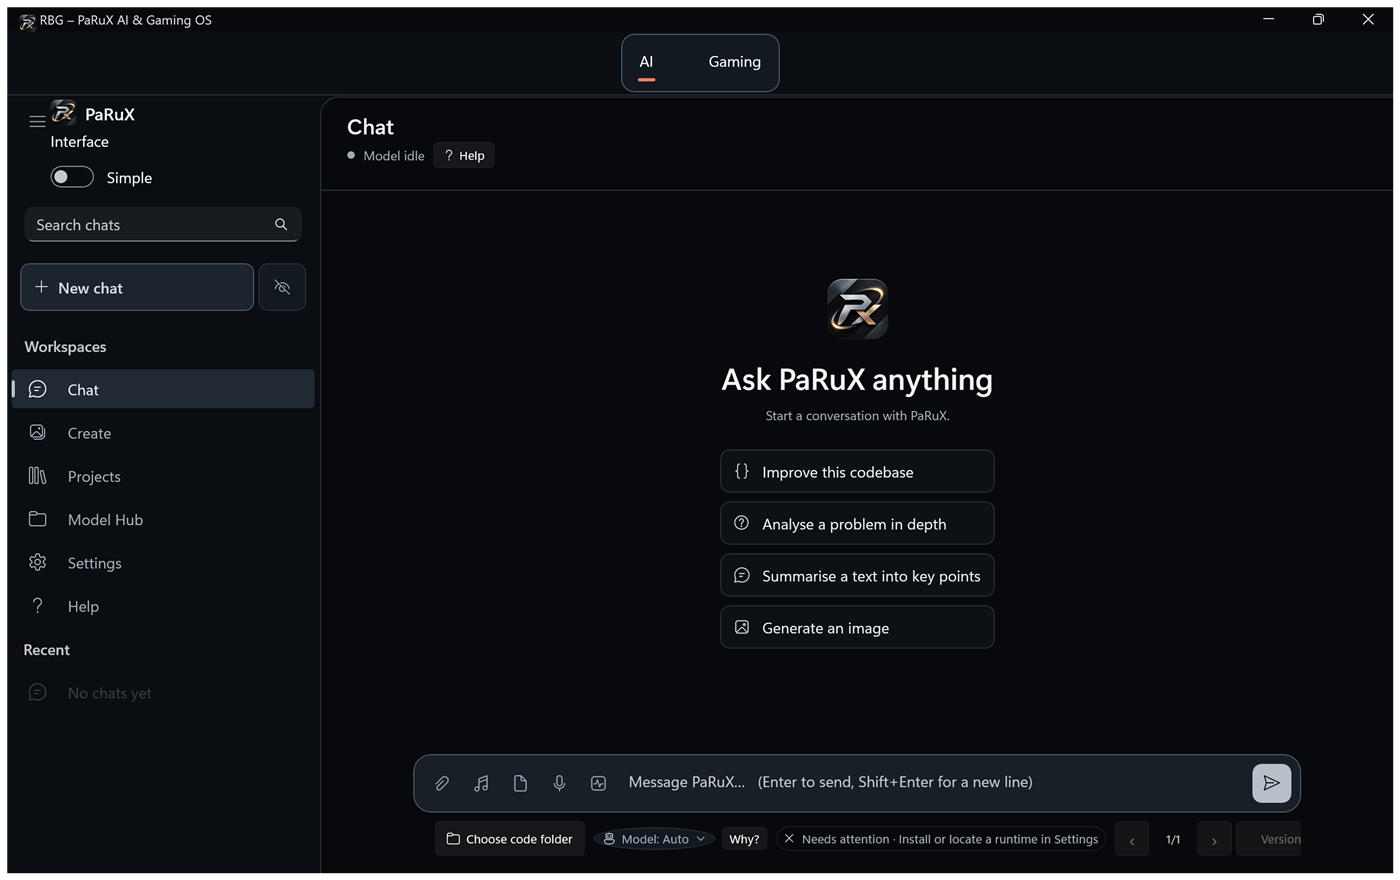 RBG – PaRuX AI & Gaming OS
AI
Gaming
PaRuX
Interface
Simple
Search chats
New chat
Workspaces
Chat
Create
Projects
Model Hub
Settings
Help
Recent
No chats yet
Chat
Model idle
? Help
Ask PaRuX anything
Start a conversation with PaRuX.
{} Improve this codebase
Analyse a problem in depth
Summarise a text into key points
Generate an image
Message PaRuX... (Enter to send, Shift+Enter for a new line)
Choose code folder
Model: Auto
Why?
Needs attention · Install or locate a runtime in Settings
1/1
Version